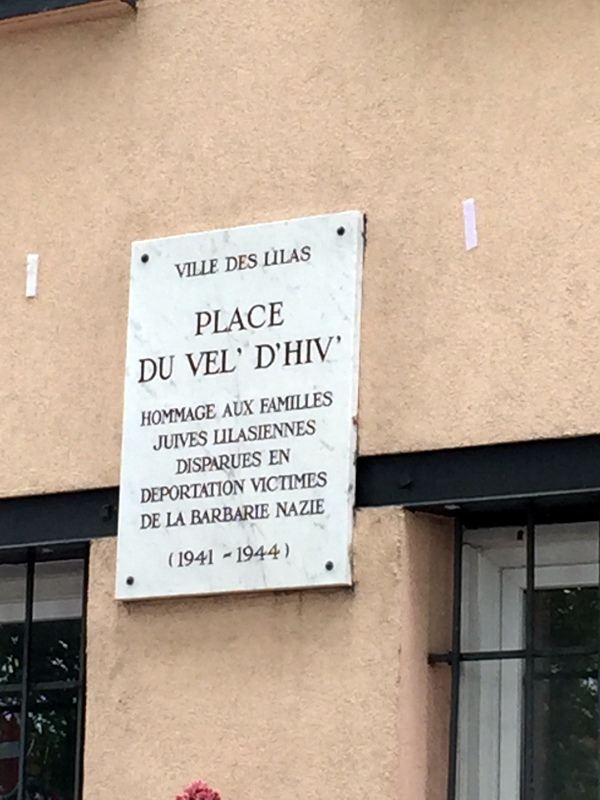 VILLE DES LILAS
PLACE
DU VEL' D'HIV'
HOMMAGE AUX FAMILLES
JUIVES LILASIENNES
DISPARUES EN
DEPORTATION VICTIMES
DE LA BARBARIE NAZIE
(1941 - 1944)